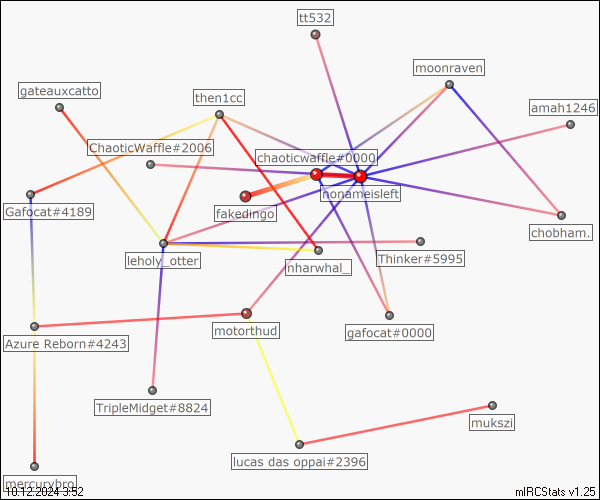 tt532
moonraven
gateauxcatto
then1cc
amah1246
ChaoticWaffle#2006
chaoticwaffle#0000
nonameisleft
Gafocat#4189
fakedingo
chobham.
leholy_otter
nharwhal_
Thinker#5995
motorthud
gafocat#0000
Azure Reborn#4243
TripleMidget#8824
mukszi
lucas das oppai#2396
mercurybro
10.12.2024 3:52
mIRCStats v1.25